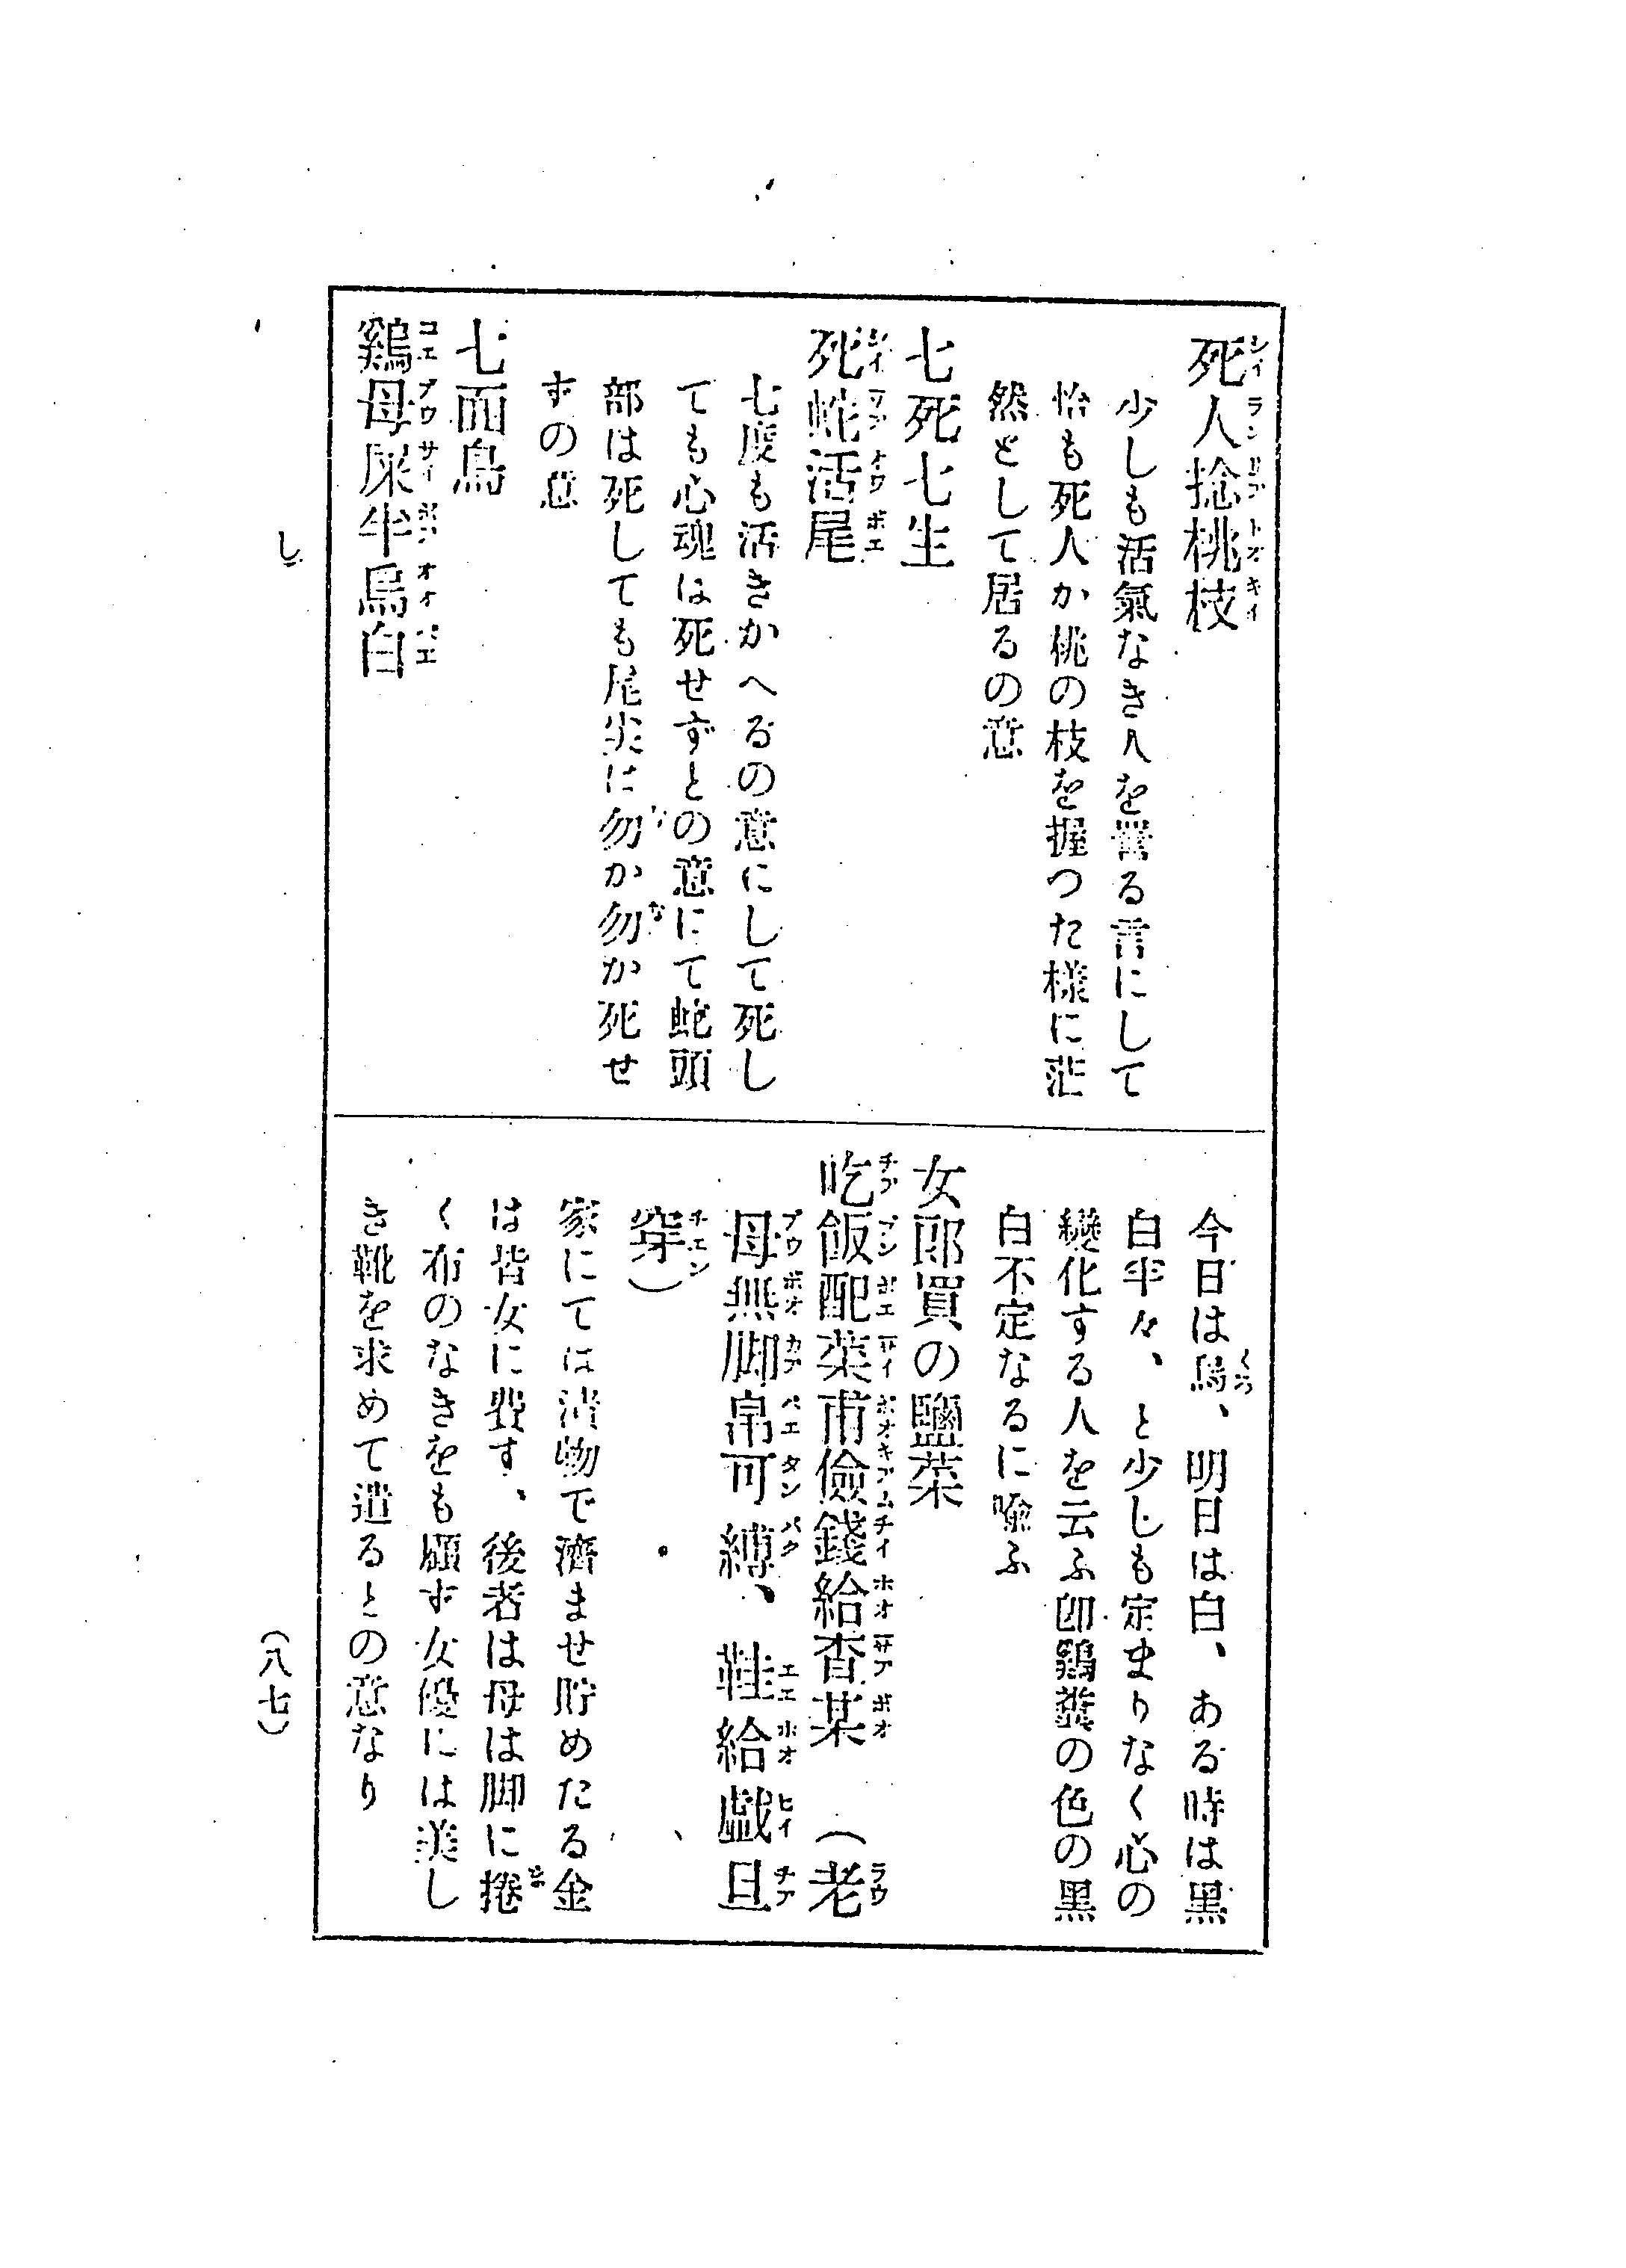 死人捻桃枝
少しも活氣なき人を罵る言にして
恰も死人か桃の枝を握つた樣に茫
然として居るの意
七死七生
死蛇活尾
七度も活きかへるの意にして死し
ても心魂は死せずとの意にて蛇頭
部は死しても尾尖は勿か勿か死せ
ずの意
七面鳥
鷄母屎半烏白
今日は烏、明日は白、ある時は黑
白半々、と少しも定まりなく心の
變化する人を云ふ卽鷄糞の色の黑
白不定なるに喩ふ
女郎買の鹽菜
吃飯配菜甫儉錢給査某 (老
母無脚帛可縛、鞋給戲旦
穿)
家にては漬物で濟ませ貯めたる金
は皆女に費す、後者は母は脚に捲
く布のなきをも顧ず女優には美し
き靴を求めて遣るとの意なり
し
(八七)